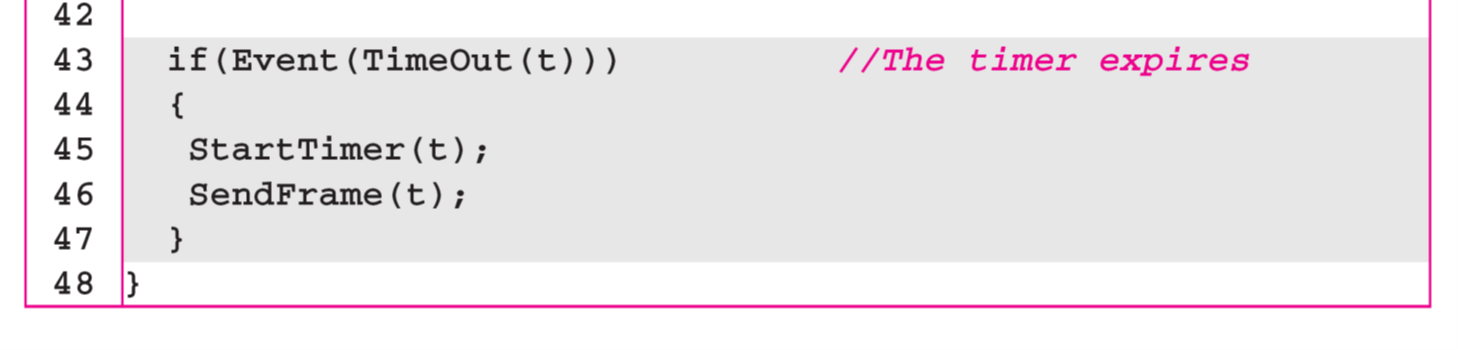 42
43 if(Event(TimeOut(t))) //The timer expires
44 {
45 StartTimer(t);
46 SendFrame(t);
47 }
48 }